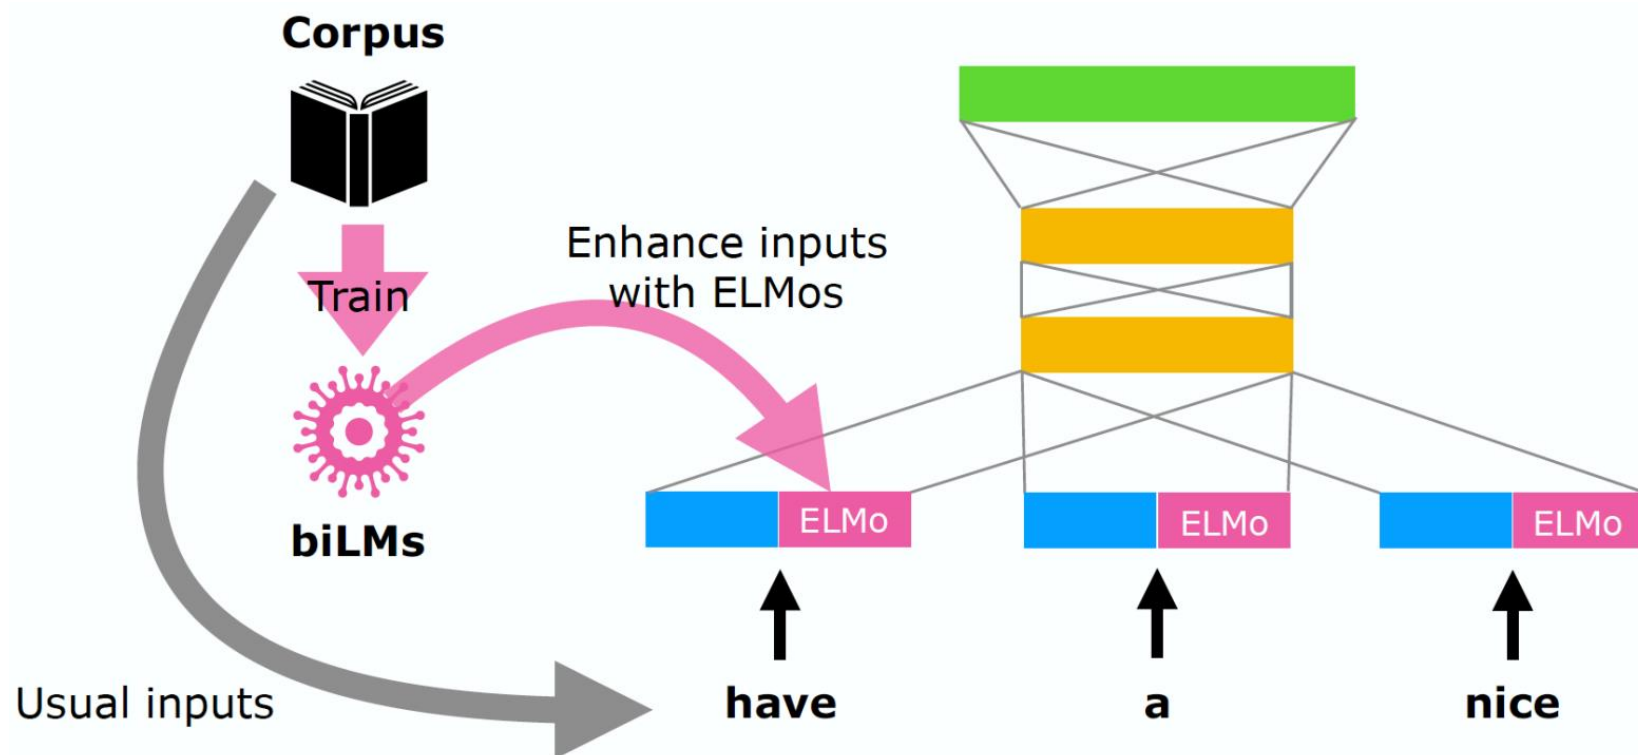 Corpus
Train
Enhance inputs
with ELMos
biLMs
ELMo
ELMo
ELMo
Usual inputs
have
a
nice